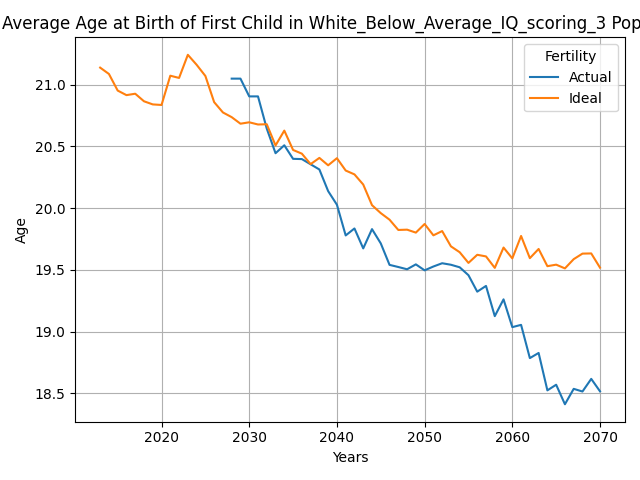 Average Age at Birth of First Child in White_Below_Average_IQ_scoring_3 Pop
Fertility
Actual
Ideal
21.0
20.5
20.0
19.5
19.0
18.5
Age
2020 2030 2040 2050 2060 2070
Years